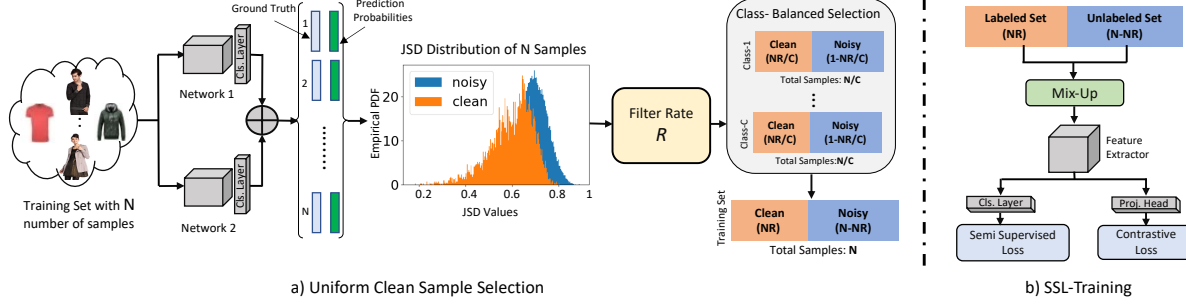 Ground Truth
Prediction
Probabilities
Cls. Layer
Network 1
Training Set with N
number of samples
Cls. Layer
Network 2
1
2
N
JSD Distribution of N Samples
noisy
clean
Empirical PDF
20
10
0
0.2
0.4
0.6
0.8
1
JSD Values
Filter Rate
R
Class- Balanced Selection
Class-1
Clean
(NR/C)
Noisy
(1-NR/C)
Total Samples: N/C
Class-C
Clean
(NR/C)
Noisy
(1-NR/C)
Total Samples:N/C
Training Set
Clean
(NR)
Noisy
(N-NR)
Total Samples: N
a) Uniform Clean Sample Selection
Labeled Set
(NR)
Unlabeled Set
(N-NR)
Mix-Up
Feature
Extractor
Cls. Layer
Proj. Head
Semi Supervised
Loss
Contrastive
Loss
b) SSL-Training